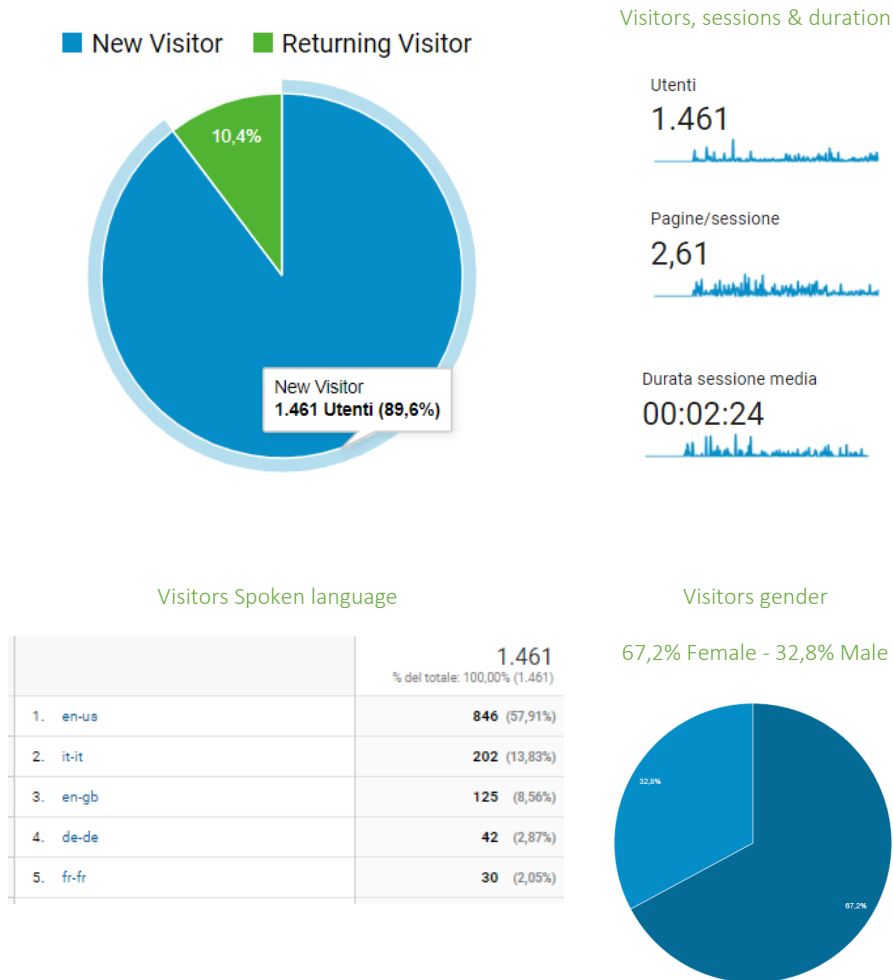 New Visitor
Returning Visitor
10,4%
New Visitor
1.461 Utenti (89,6%)
Visitors, sessions & duration
Utenti
1.461
Pagine/sessione
2,61
Durata sessione media
00:02:24
Visitors Spoken language
1.461
% del totale: 100,00% (1.461)
1. en-us 846 (57,91%)
2. it-it 202 (13,83%)
3. en-gb 125 (8,56%)
4. de-de 42 (2,87%)
5. fr-fr 30 (2,05%)
Visitors gender
67,2% Female - 32,8% Male
32,8%
67,2%